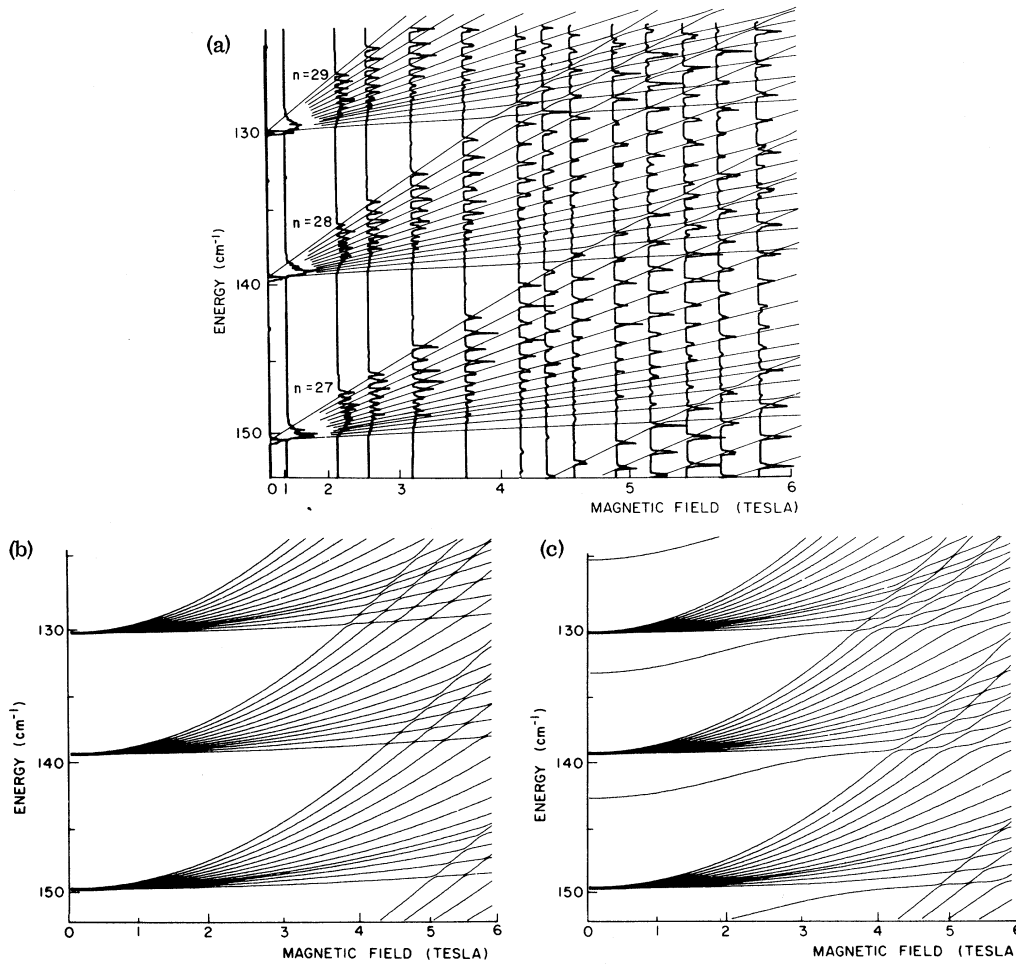 (a)
n=29
130
n=28
140
n=27
150
ENERGY (cm⁻¹)
0 1 2 3 4 5 6
MAGNETIC FIELD (TESLA)
(b)
130
140
150
ENERGY (cm⁻¹)
0 1 2 3 4 5 6
MAGNETIC FIELD (TESLA)
(c)
130
140
150
ENERGY (cm⁻¹)
0 1 2 3 4 5 6
MAGNETIC FIELD (TESLA